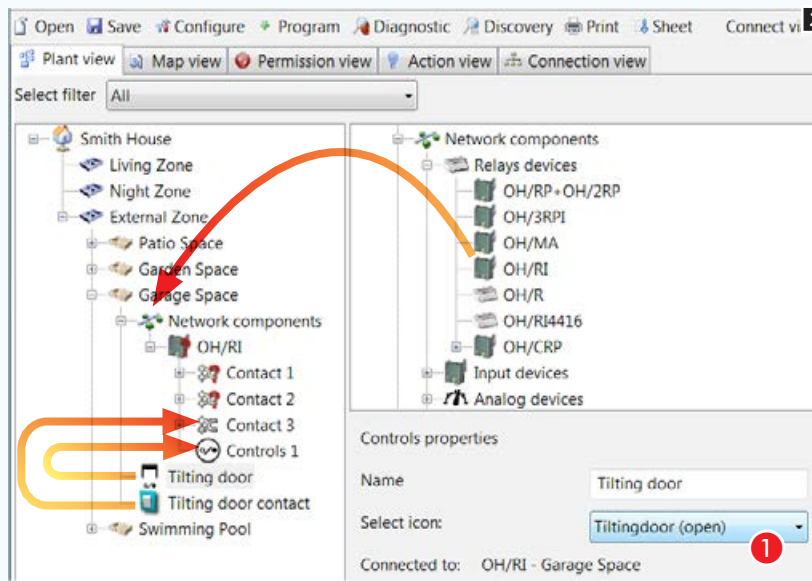 Open Save Configure Program Diagnostic Discovery Print Sheet Connect vi
Plant view Map view Permission view Action view Connection view
Select filter All
Smith House
Living Zone
Night Zone
External Zone
Patio Space
Garden Space
Garage Space
Network components
OH/RI
Contact 1
Contact 2
Contact 3
Controls 1
Tilting door
Tilting door contact
Swimming Pool
Network components
Relays devices
OH/RP+OH/2RP
OH/3RPI
OH/MA
OH/RI
OH/R
OH/RI4416
OH/CRP
Input devices
Analog devices
Controls properties
Name Tilting door
Select icon: Tiltingdoor (open)
1
Connected to: OH/RI - Garage Space